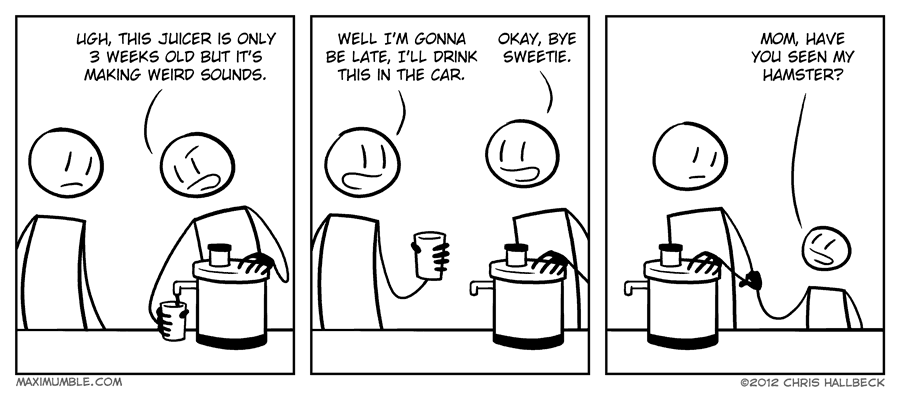 UGH, THIS JUICER IS ONLY
3 WEEKS OLD BUT IT'S
MAKING WEIRD SOUNDS.
WELL I'M GONNA
BE LATE, I'LL DRINK
THIS IN THE CAR.
OKAY, BYE
SWEETIE.
MOM, HAVE
YOU SEEN MY
HAMSTER?
MAXIMUMBLE.COM
©2012 CHRIS HALLBECK